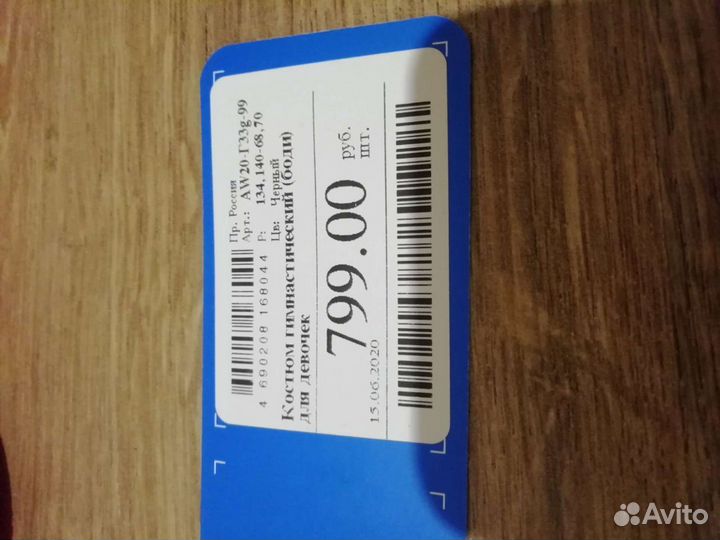 Пр. Россия
Арт.: AW20-Г33g-99
4 690208 168044 Р: 134,140-68,70
Цв: Черный
Костюм гимнастический (боди)
для девочек
799.00 руб.
шт.
15.06.2020
Avito